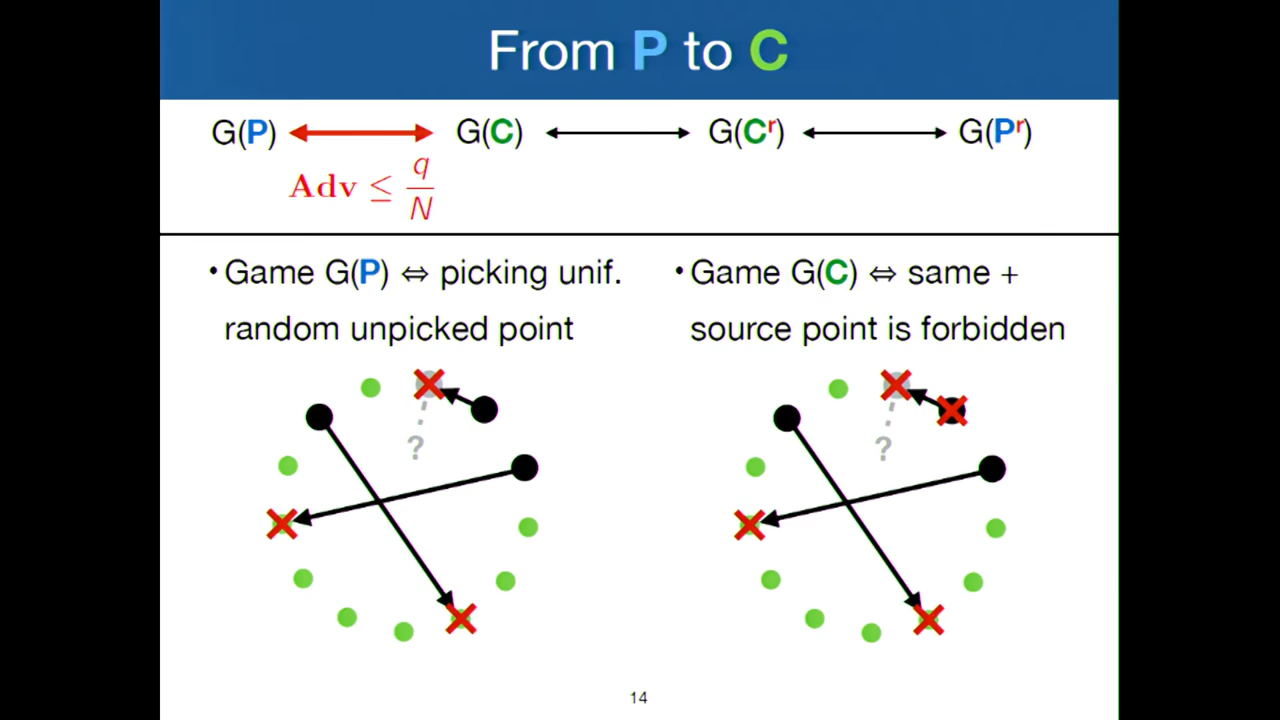 From P to C
G(P) G(C) G(Cʳ) G(Pʳ)
Adv ≤ q/N
• Game G(P) ⇔ picking unif.
random unpicked point
• Game G(C) ⇔ same +
source point is forbidden
?
?
14